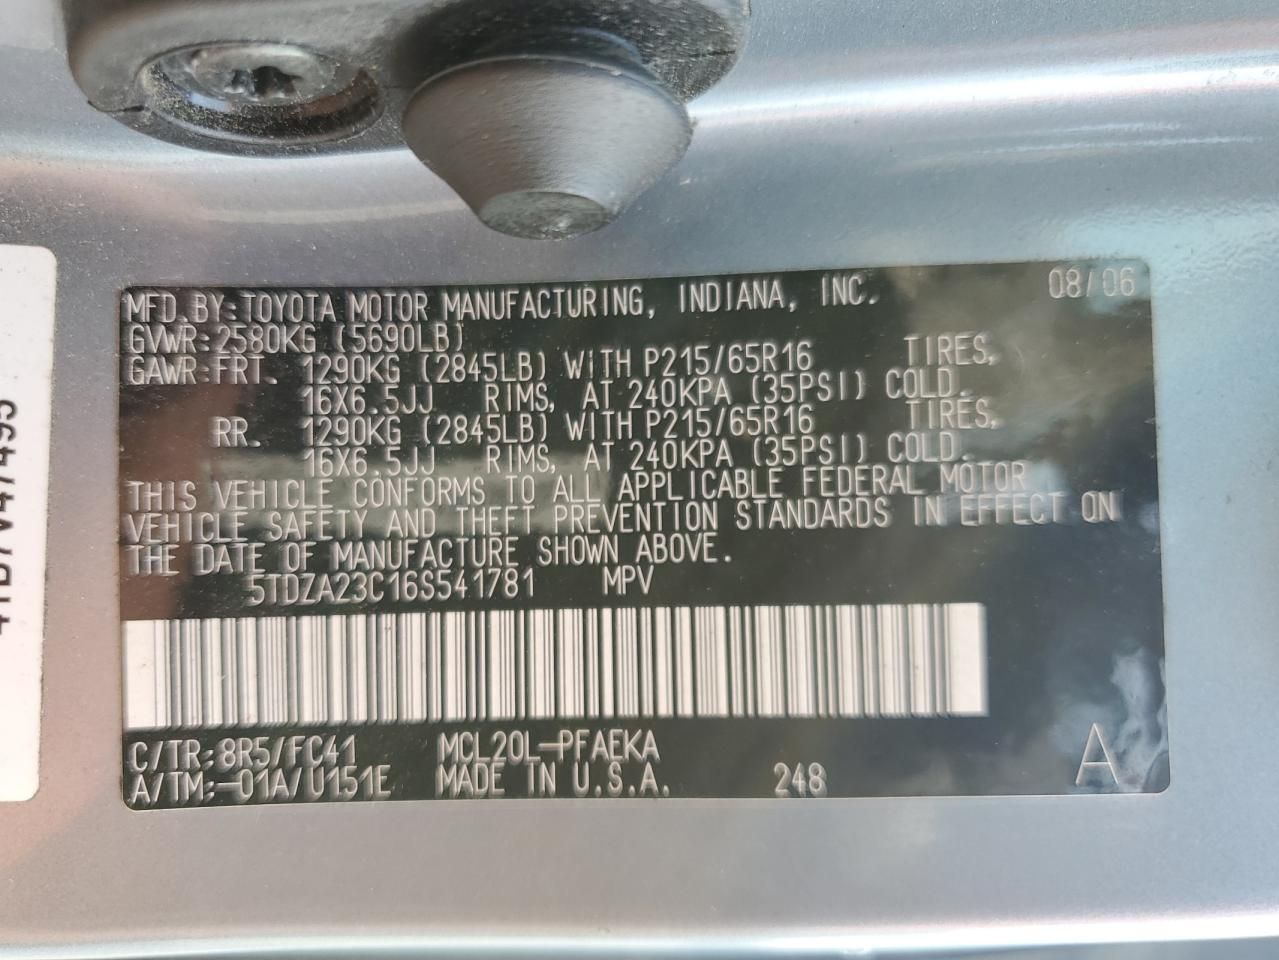 MFD.BY:TOYOTA MOTOR MANUFACTURING, INDIANA, INC. 08/06
GVWR:2580KG (5690LB)
GAWR:FRT. 1290KG (2845LB) WITH P215/65R16 TIRES,
16X6.5JJ RIMS, AT 240KPA (35PSI) COLD.
RR. 1290KG (2845LB) WITH P215/65R16 TIRES,
16X6.5JJ RIMS, AT 240KPA (35PSI) COLD.
THIS VEHICLE CONFORMS TO ALL APPLICABLE FEDERAL MOTOR
VEHICLE SAFETY AND THEFT PREVENTION STANDARDS IN EFFECT ON
THE DATE OF MANUFACTURE SHOWN ABOVE.
5TDZA23C16S541781 MPV
C/TR:8R5/FC41 MCL20L-PFAEKA
A/TM:-01A/U151E MADE IN U.S.A. 248 A